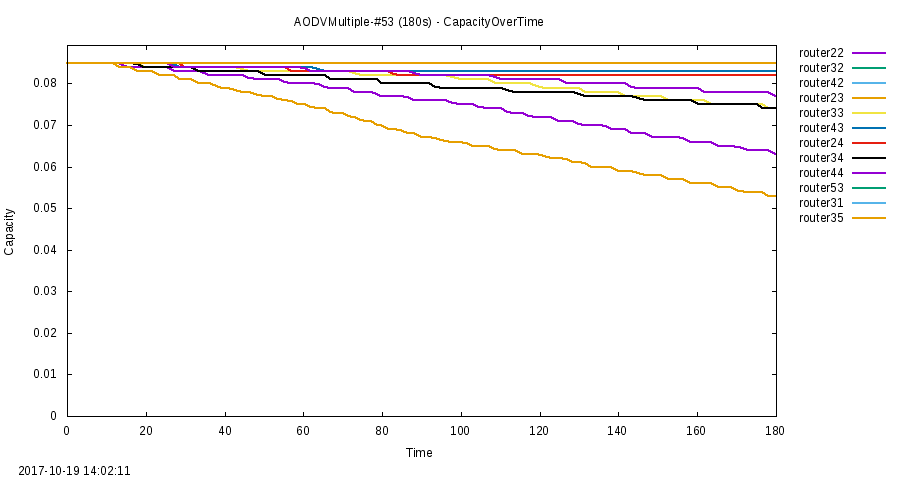 AODVMultiple-#53 (180s) - CapacityOverTime
router22
router32
router42
router23
router33
router43
router24
router34
router44
router53
router31
router35
0.08
0.07
0.06
0.05
0.04
0.03
0.02
0.01
0
Capacity
0 20 40 60 80 100 120 140 160 180
Time
2017-10-19 14:02:11